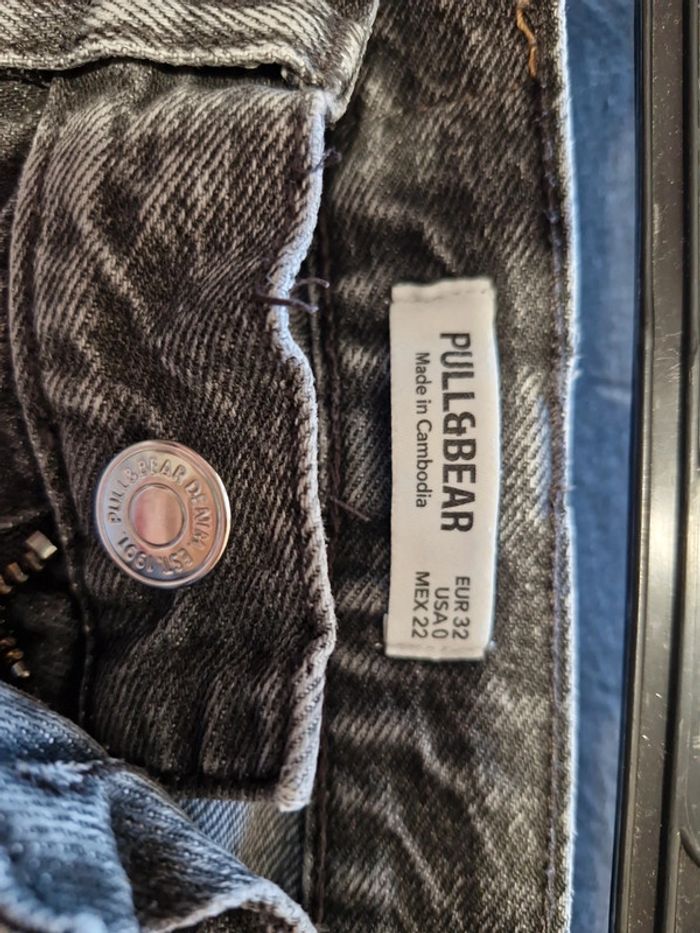 PULL&BEAR
Made in Cambodia
EUR 32
USA 0
MEX 22
PULL&BEAR DENIM EST. 1991